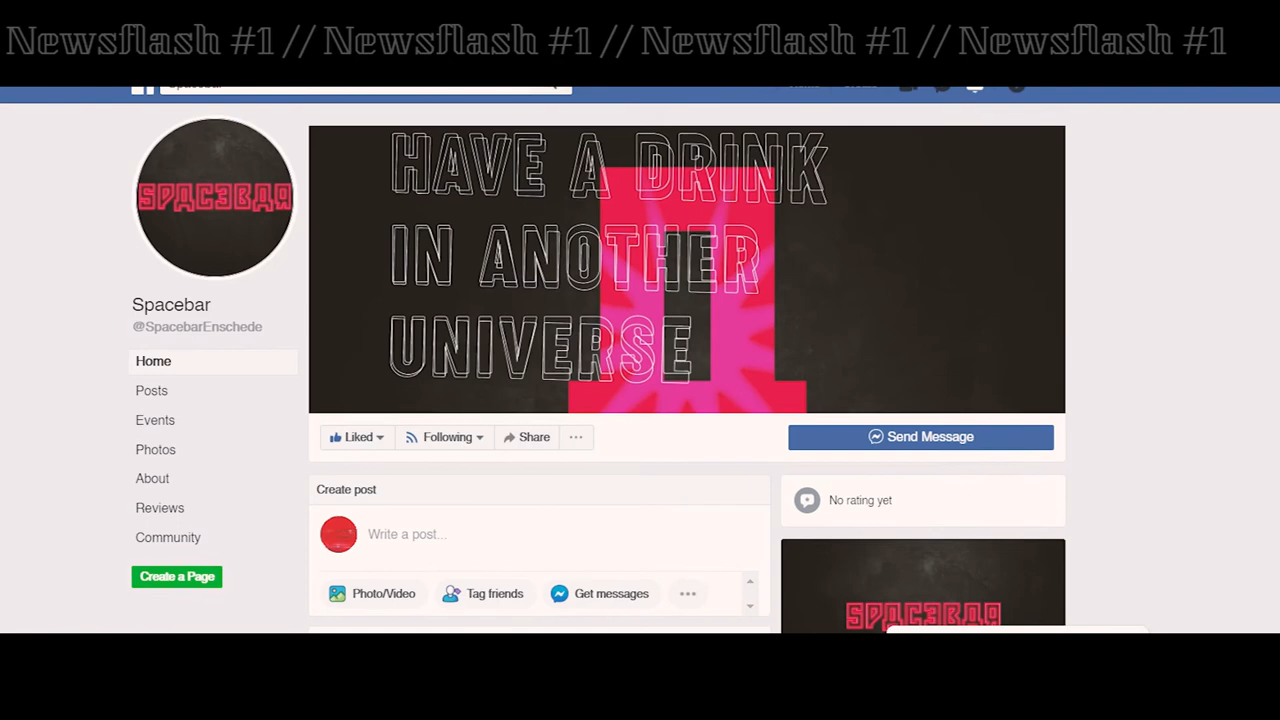 Newsflash #1 // Newsflash #1 // Newsflash #1 // Newsflash #1
SPДCЗBДЯ
HAVE A DRINK
IN ANOTHER
UNIVERSE
Spacebar
@SpacebarEnschede
Home
Posts
Events
Photos
About
Reviews
Community
Create a Page
Liked
Following
Share
Send Message
Create post
Write a post...
Photo/Video
Tag friends
Get messages
No rating yet
SPДCЗBДЯ